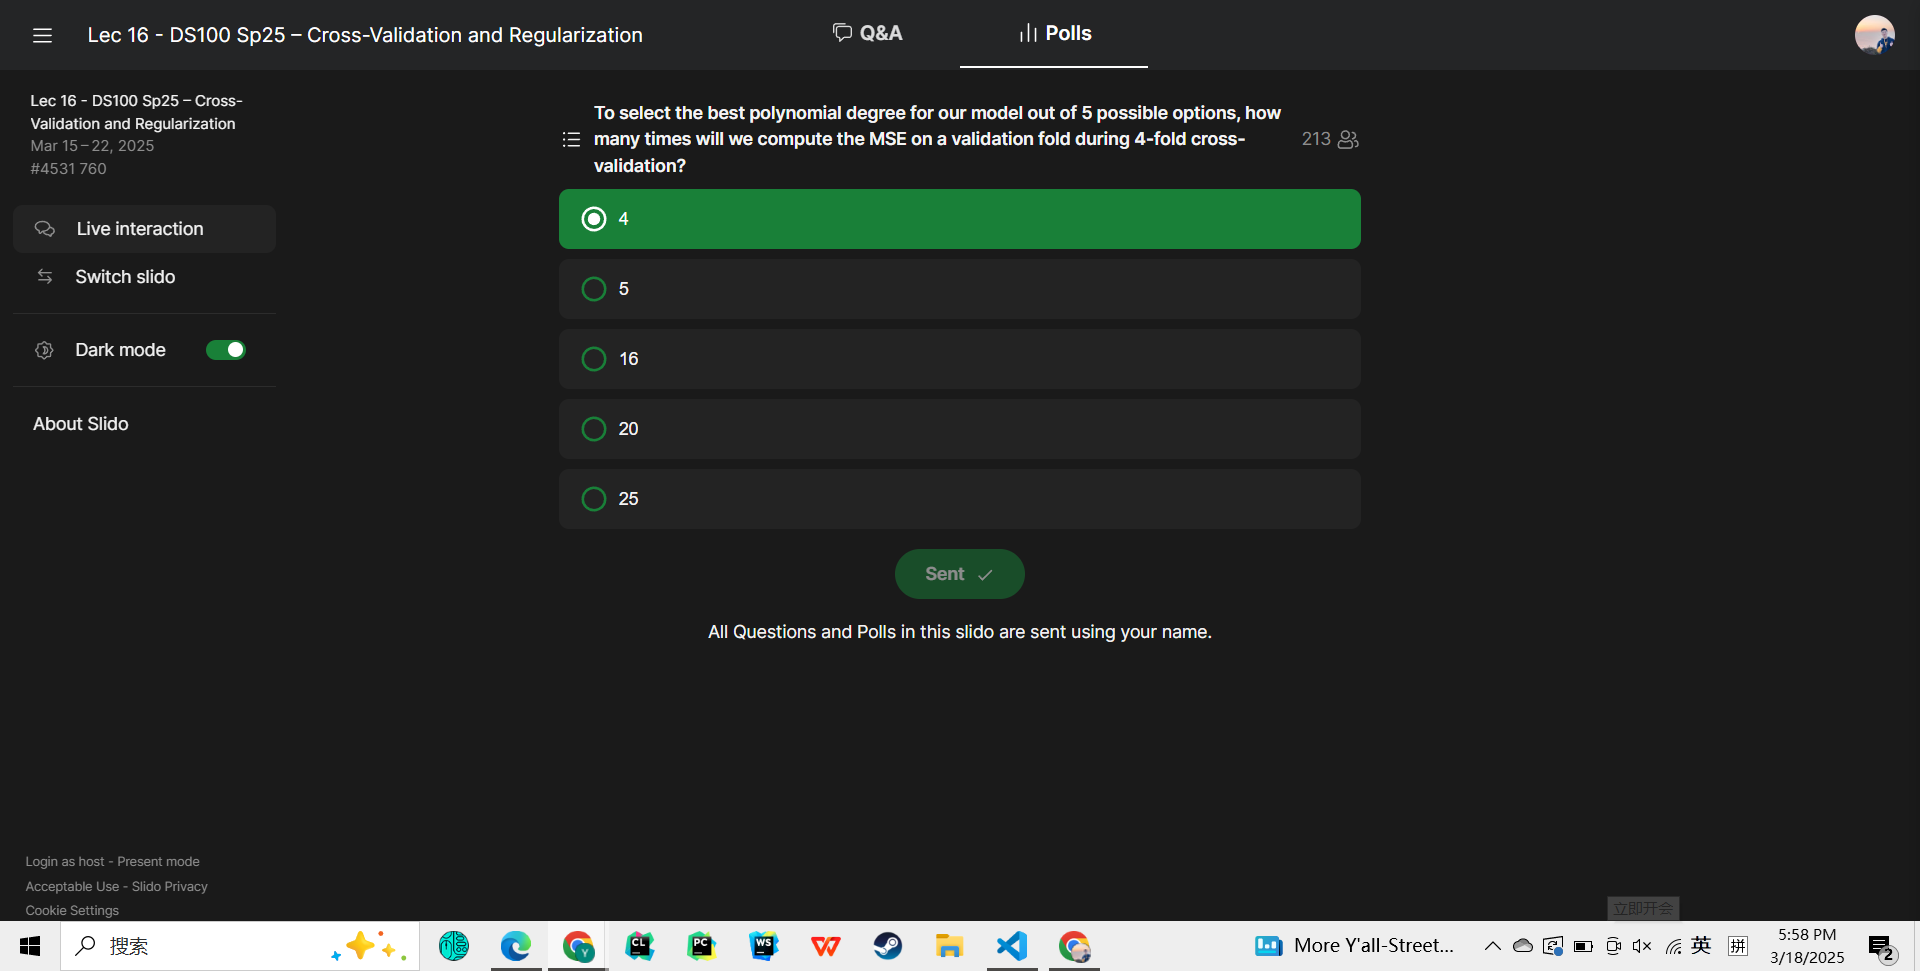 Lec 16 - DS100 Sp25 – Cross-Validation and Regularization
Q&A
Polls
Lec 16 - DS100 Sp25 – Cross-
Validation and Regularization
Mar 15 – 22, 2025
#4531 760
Live interaction
Switch slido
Dark mode
About Slido
To select the best polynomial degree for our model out of 5 possible options, how
many times will we compute the MSE on a validation fold during 4-fold cross-
validation?
213
4
5
16
20
25
Sent
All Questions and Polls in this slido are sent using your name.
Login as host - Present mode
Acceptable Use - Slido Privacy
Cookie Settings
立即开会
搜索
Y
CL
PC
WS
More Y'all-Street...
英
拼
5:58 PM
3/18/2025
2